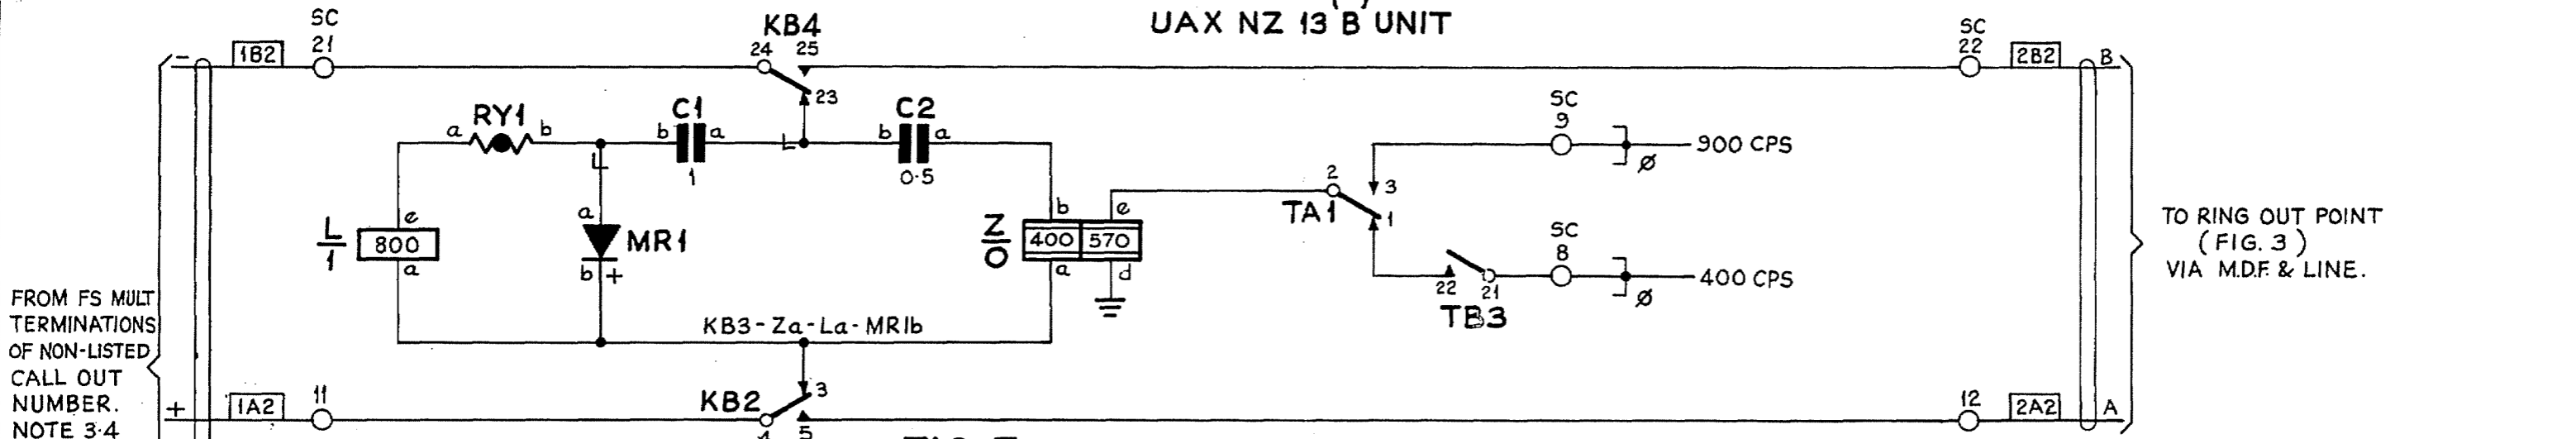 UAX NZ 13 B UNIT
SC
21
1B2
-
KB4
24 25
23
SC
22
2B2
B
RY1
a b
C1
b a
1
C2
b a
0·5
L
L
SC
9
900 CPS
Ø
2
TA1
3
1
L
1
e
800
a
a
MR1
b +
Z
0
b e
400 570
a d
SC
8
400 CPS
Ø
22 21
TB3
TO RING OUT POINT
(FIG. 3)
VIA M.D.F. & LINE.
KB3-Za-La-MR1b
FROM FS MULT
TERMINATIONS
OF NON-LISTED
CALL OUT
NUMBER.
NOTE 3·4
+
1A2
11
KB2
3
4 5
12
2A2
A